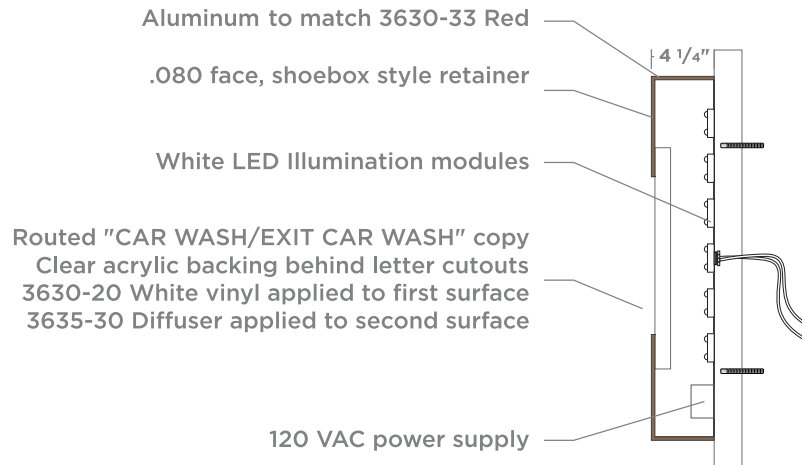 Aluminum to match 3630-33 Red
4 1/4"
.080 face, shoebox style retainer
White LED Illumination modules
Routed "CAR WASH/EXIT CAR WASH" copy
Clear acrylic backing behind letter cutouts
3630-20 White vinyl applied to first surface
3635-30 Diffuser applied to second surface
120 VAC power supply